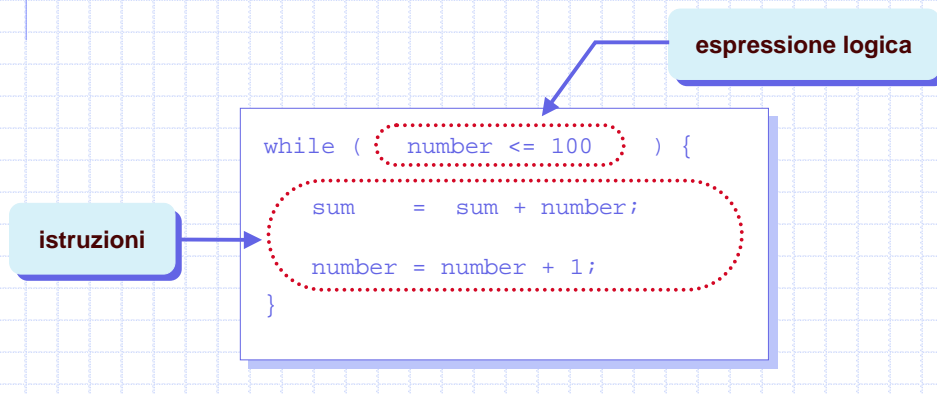 espressione logica
while ( number <= 100 ) {
sum = sum + number;
istruzioni
number = number + 1;
}